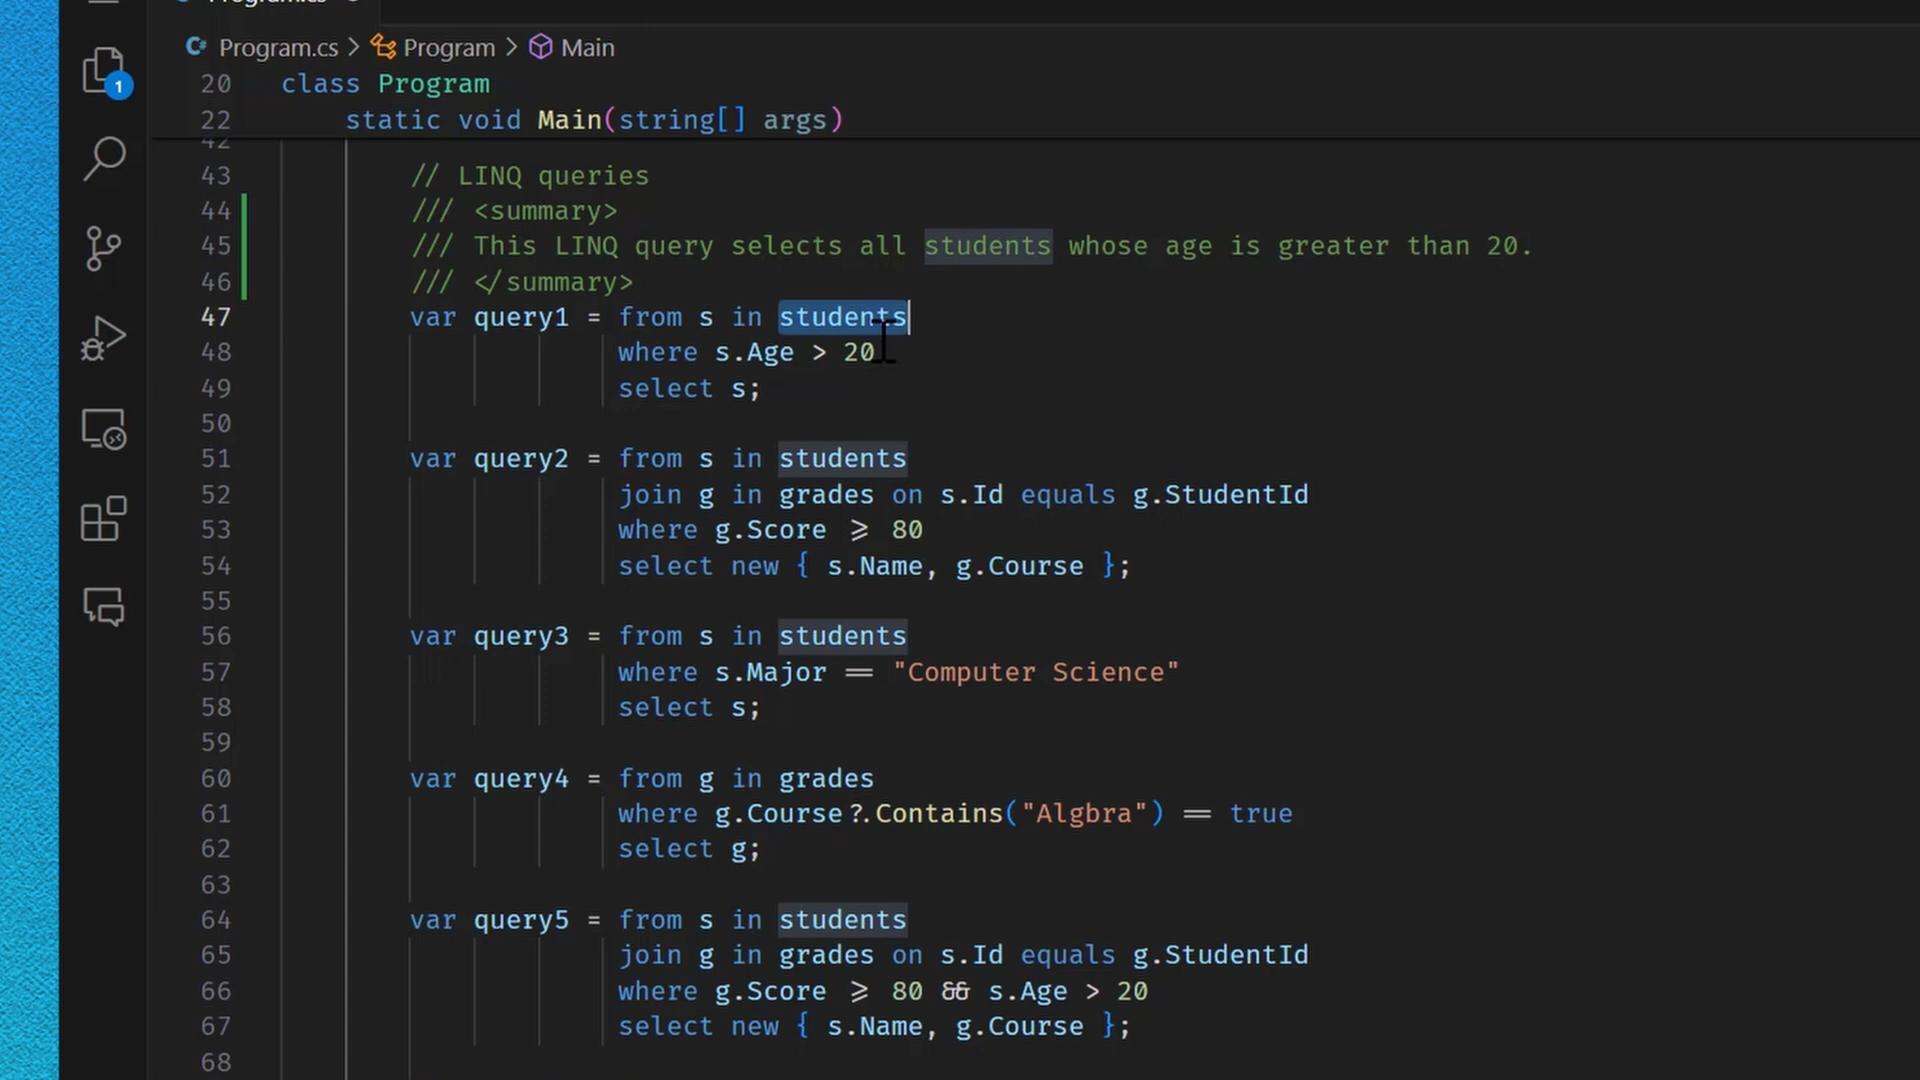 Program.cs
Program.cs > Program > Main
1
20 class Program
22 static void Main(string[] args)
42
43 // LINQ queries
44 /// <summary>
45 /// This LINQ query selects all students whose age is greater than 20.
46 /// </summary>
47 var query1 = from s in students
48 where s.Age > 20
49 select s;
50
51 var query2 = from s in students
52 join g in grades on s.Id equals g.StudentId
53 where g.Score >= 80
54 select new { s.Name, g.Course };
55
56 var query3 = from s in students
57 where s.Major == "Computer Science"
58 select s;
59
60 var query4 = from g in grades
61 where g.Course?.Contains("Algbra") == true
62 select g;
63
64 var query5 = from s in students
65 join g in grades on s.Id equals g.StudentId
66 where g.Score >= 80 && s.Age > 20
67 select new { s.Name, g.Course };
68